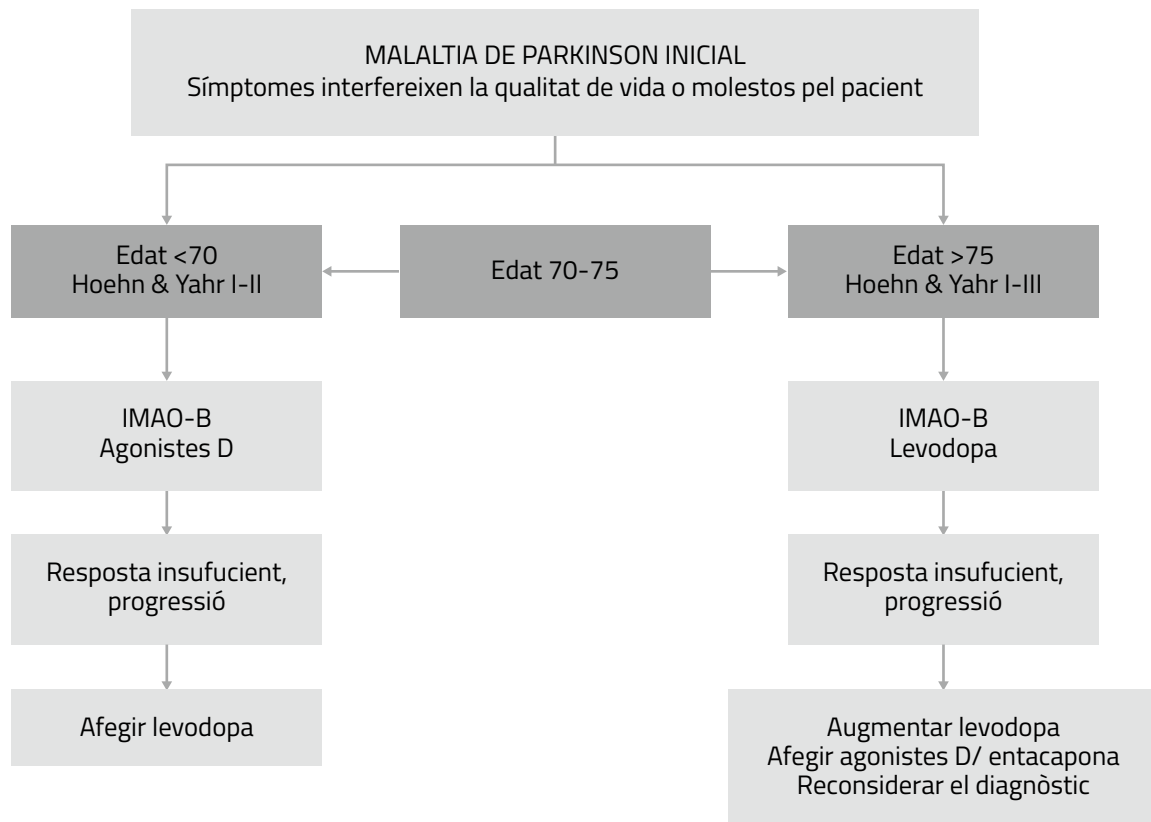 MALALTIA DE PARKINSON INICIAL
Símptomes interfereixen la qualitat de vida o molestos pel pacient
Edat <70
Hoehn & Yahr I-II
Edat 70-75
Edat >75
Hoehn & Yahr I-III
IMAO-B
Agonistes D
IMAO-B
Levodopa
Resposta insufucient,
progressió
Resposta insufucient,
progressió
Afegir levodopa
Augmentar levodopa
Afegir agonistes D/ entacapona
Reconsiderar el diagnòstic